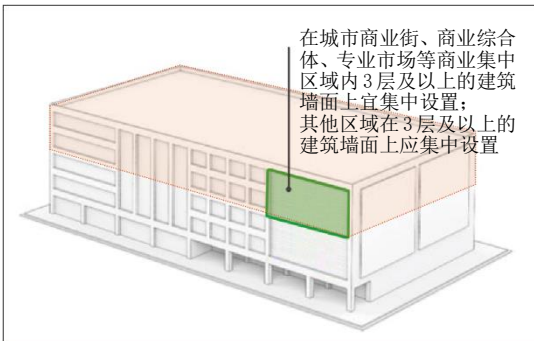 在城市商业街、商业综合
体、专业市场等商业集中
区域内3层及以上的建筑
墙面上宜集中设置；
其他区域在3层及以上的
建筑墙面上应集中设置